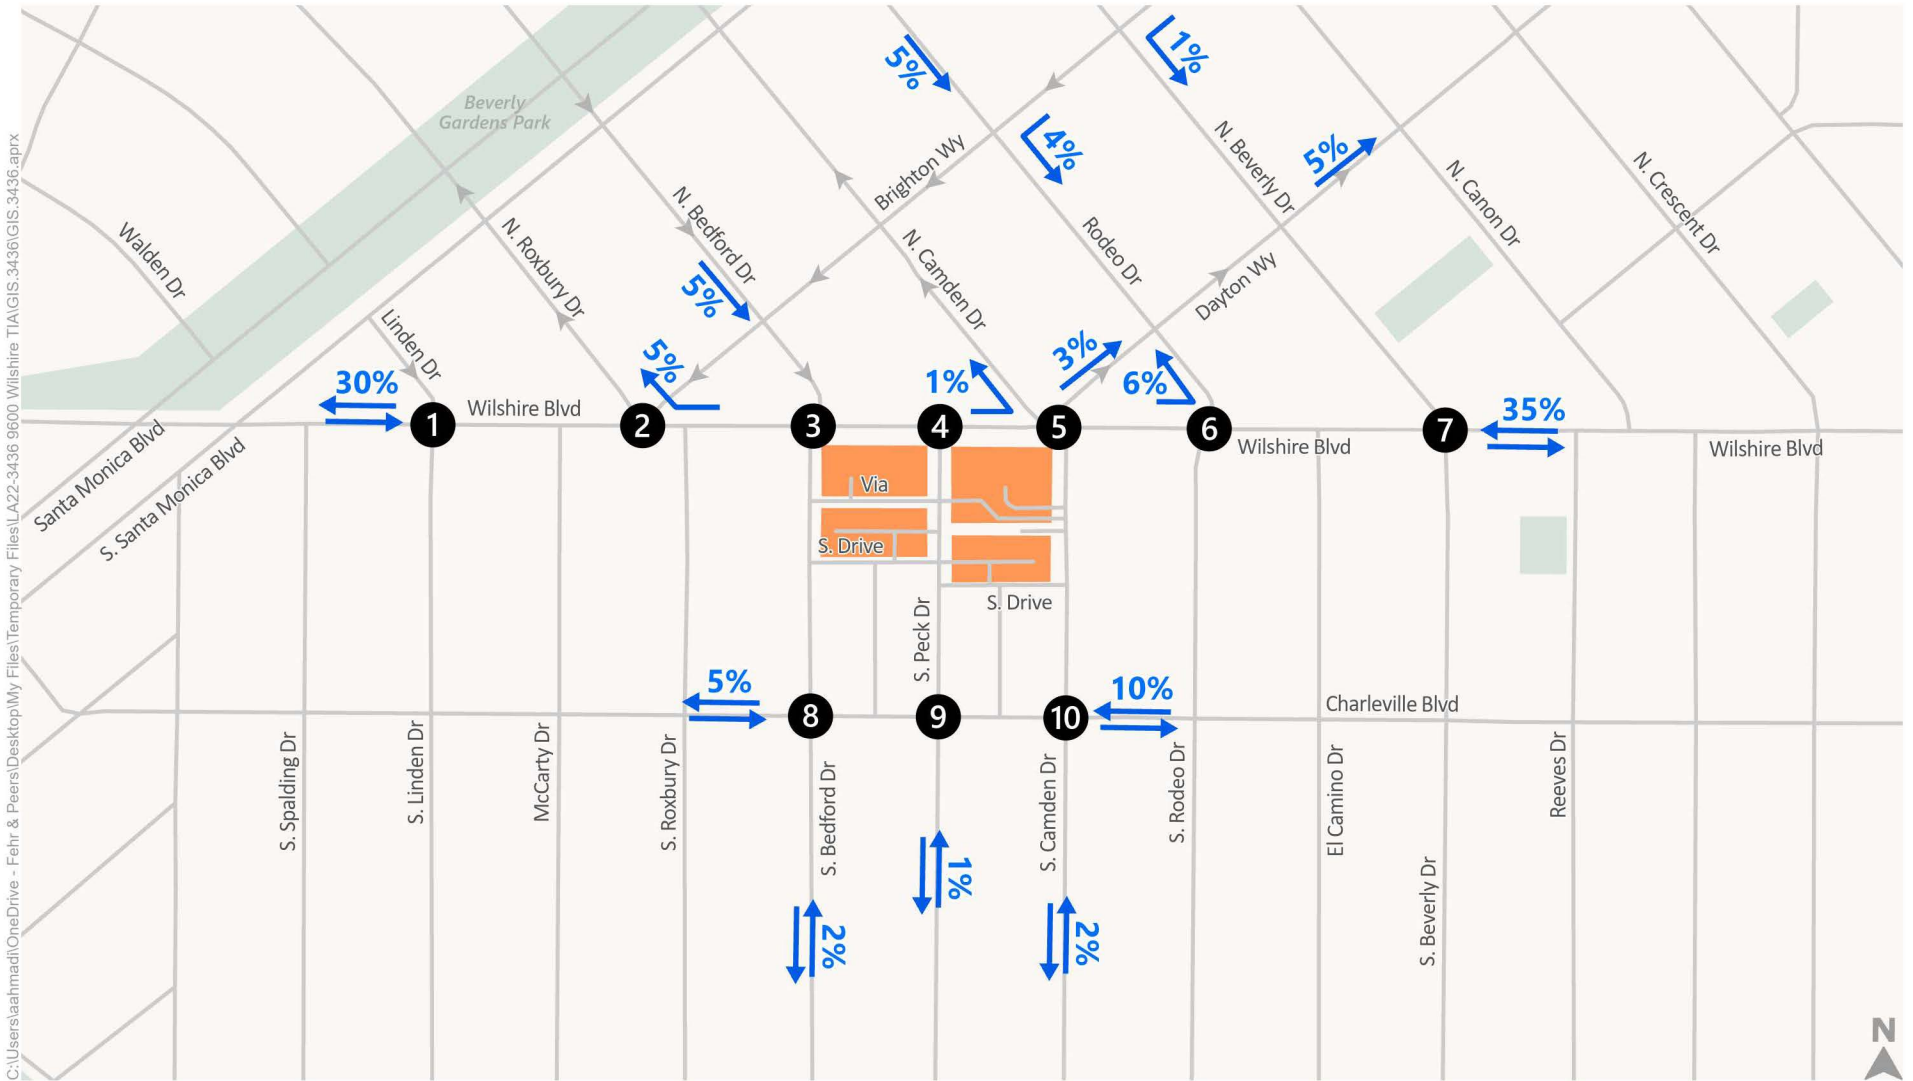 C:\Users\aahmadi\OneDrive - Fehr & Peers\Desktop\My Files\Temporary Files\LA22-3436 9600 Wilshire TIA\GIS.3436\GIS.3436.aprx
5%
1%
Beverly
Gardens Park
4%
5%
Brighton Wy
N. Beverly Dr
N. Canon Dr
N. Crescent Dr
Walden Dr
N. Roxbury Dr
N. Bedford Dr
N. Camden Dr
Rodeo Dr
Dayton Wy
5%
Linden Dr
30%
5%
1%
3%
6%
35%
Wilshire Blvd
1
2
3
4
5
6
7
Wilshire Blvd
Wilshire Blvd
Santa Monica Blvd
S. Santa Monica Blvd
Via
S. Drive
S. Drive
S. Peck Dr
5%
10%
Charleville Blvd
8
9
10
S. Spalding Dr
S. Linden Dr
McCarty Dr
S. Roxbury Dr
S. Bedford Dr
S. Camden Dr
S. Rodeo Dr
El Camino Dr
S. Beverly Dr
Reeves Dr
1%
2%
2%
N